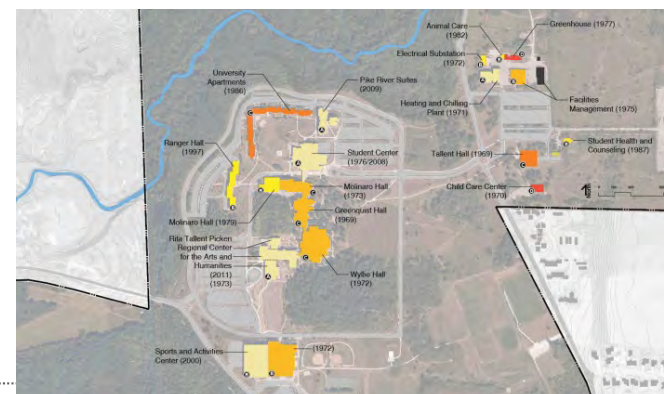 Animal Care
(1982)
Greenhouse (1977)
Electrical Substation
(1972)
University
Apartments
(1986)
Pike River Suites
(2009)
Heating and Chilling
Plant (1971)
Facilities
Management (1975)
Ranger Hall
(1997)
Student Center
(1976/2008)
Tallent Hall (1969)
Student Health and
Counseling (1987)
Molinaro Hall
(1973)
Child Care Center
(1970)
Molinaro Hall (1979)
Greenquist Hall
(1969)
Rita Tallent Picken
Regional Center
for the Arts and
Humanities
(2011)
(1973)
Wyllie Hall
(1972)
Sports and Activities
Center (2000)
(1972)